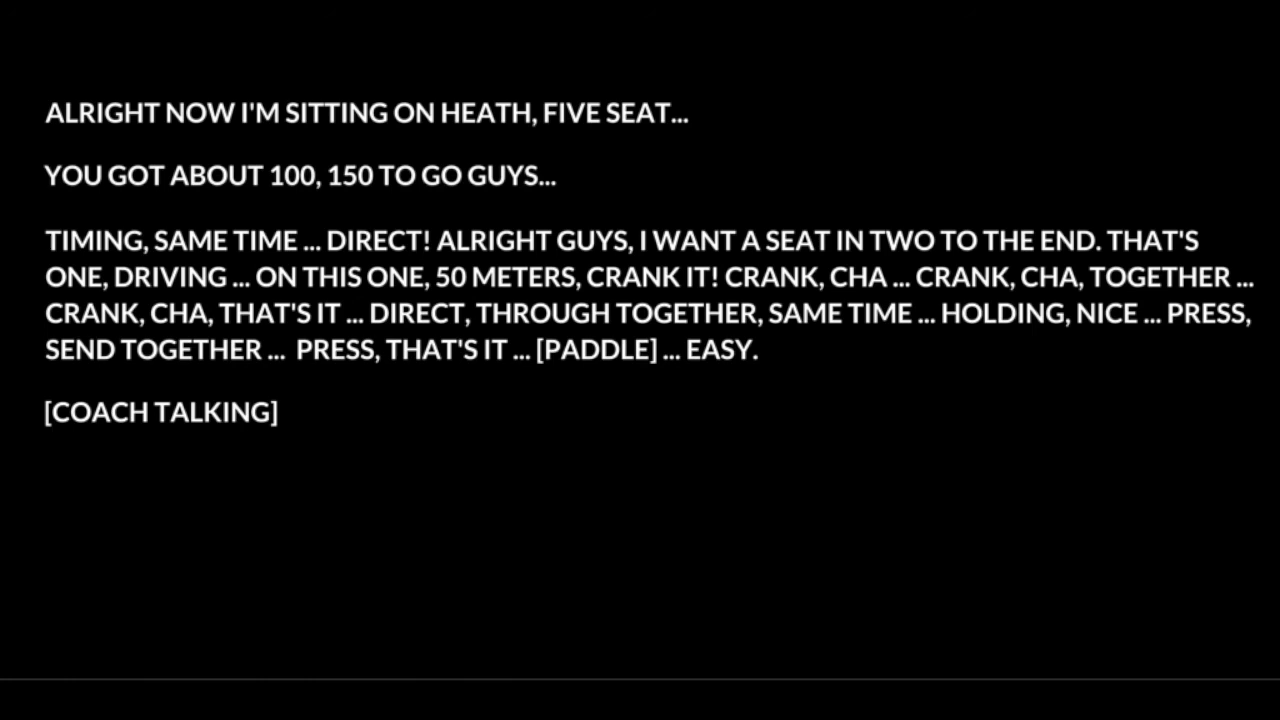 ALRIGHT NOW I'M SITTING ON HEATH, FIVE SEAT...
YOU GOT ABOUT 100, 150 TO GO GUYS...
TIMING, SAME TIME ... DIRECT! ALRIGHT GUYS, I WANT A SEAT IN TWO TO THE END. THAT'S
ONE, DRIVING ... ON THIS ONE, 50 METERS, CRANK IT! CRANK, CHA ... CRANK, CHA, TOGETHER ...
CRANK, CHA, THAT'S IT ... DIRECT, THROUGH TOGETHER, SAME TIME ... HOLDING, NICE ... PRESS,
SEND TOGETHER ...  PRESS, THAT'S IT ... [PADDLE] ... EASY.
[COACH TALKING]